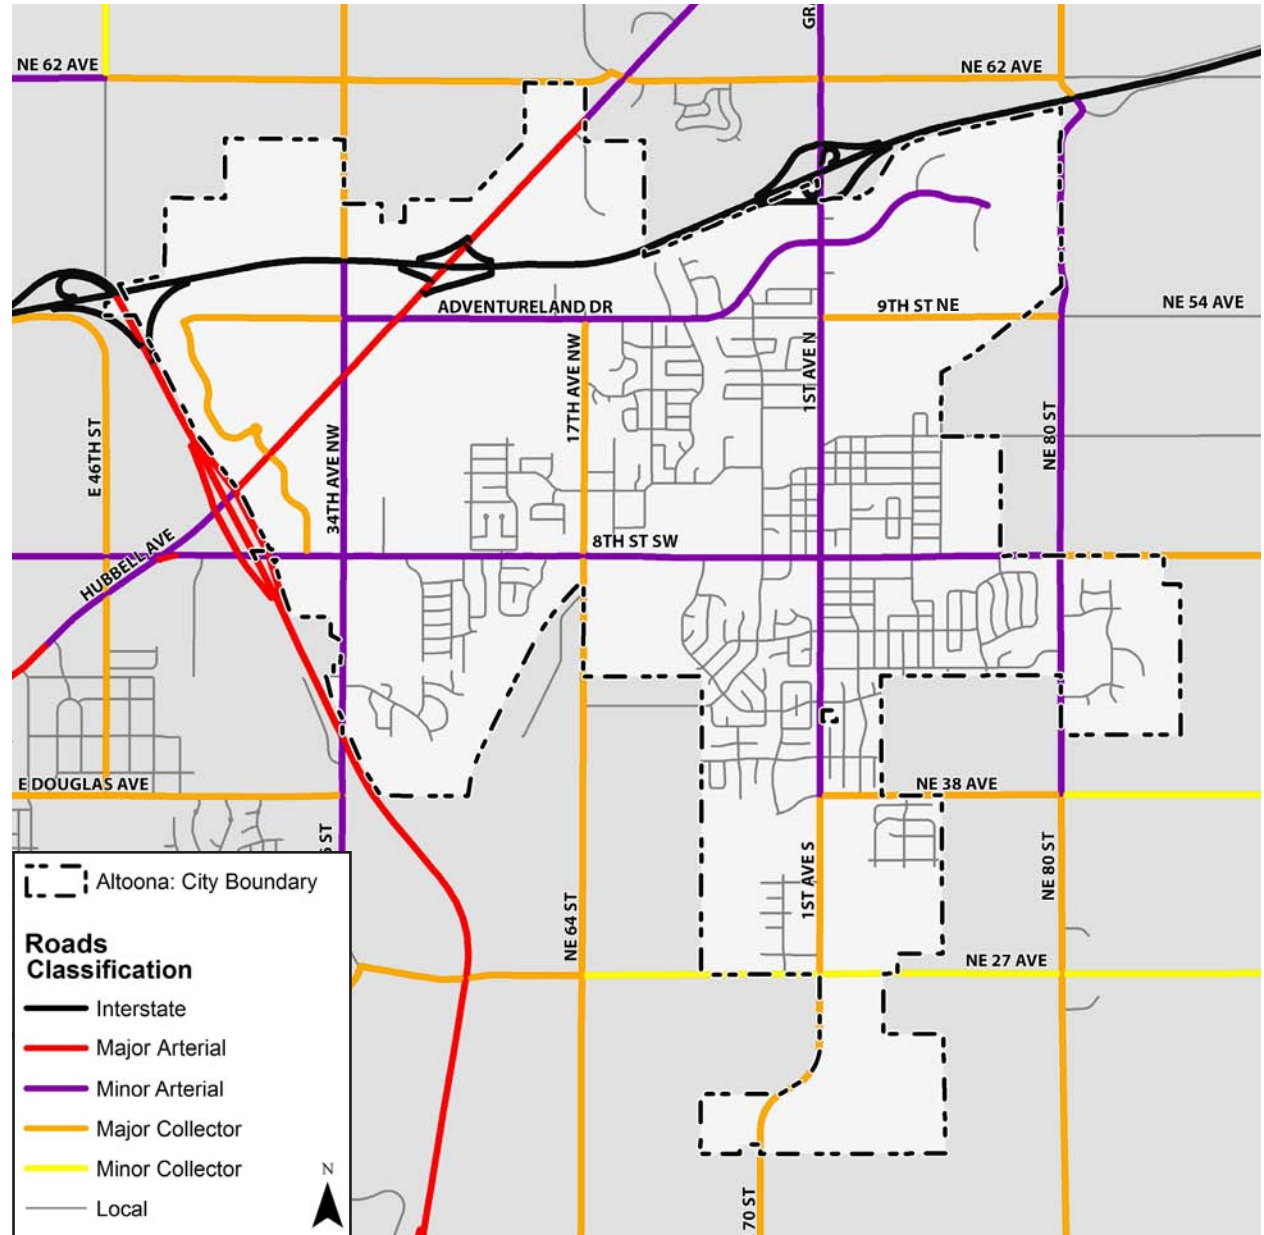 GR
NE 62 AVE
NE 62 AVE
ADVENTURELAND DR
9TH ST NE
NE 54 AVE
17TH AVE NW
1ST AVE N
E 46TH ST
34TH AVE NW
NE 80 ST
8TH ST SW
HUBBELL AVE
E DOUGLAS AVE
NE 38 AVE
ST
1ST AVE S
NE 80 ST
NE 64 ST
NE 27 AVE
70 ST
Altoona: City Boundary
Roads
Classification
Interstate
Major Arterial
Minor Arterial
Major Collector
Minor Collector
Local
N